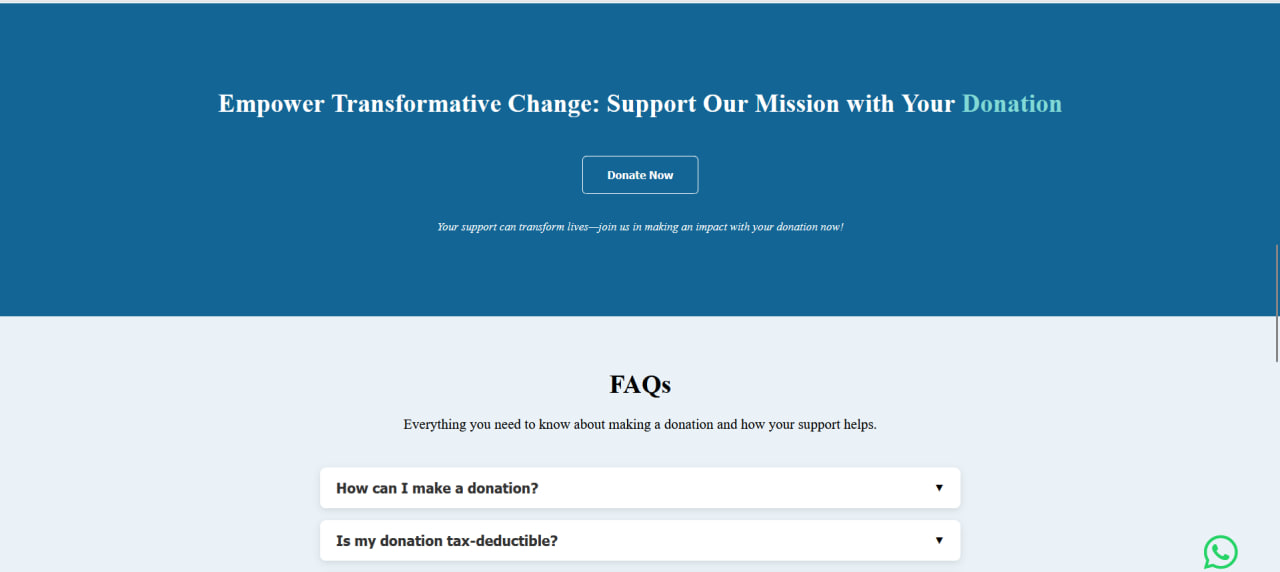 Empower Transformative Change: Support Our Mission with Your Donation
Donate Now
Your support can transform lives—join us in making an impact with your donation now!
FAQs
Everything you need to know about making a donation and how your support helps.
How can I make a donation?
Is my donation tax-deductible?